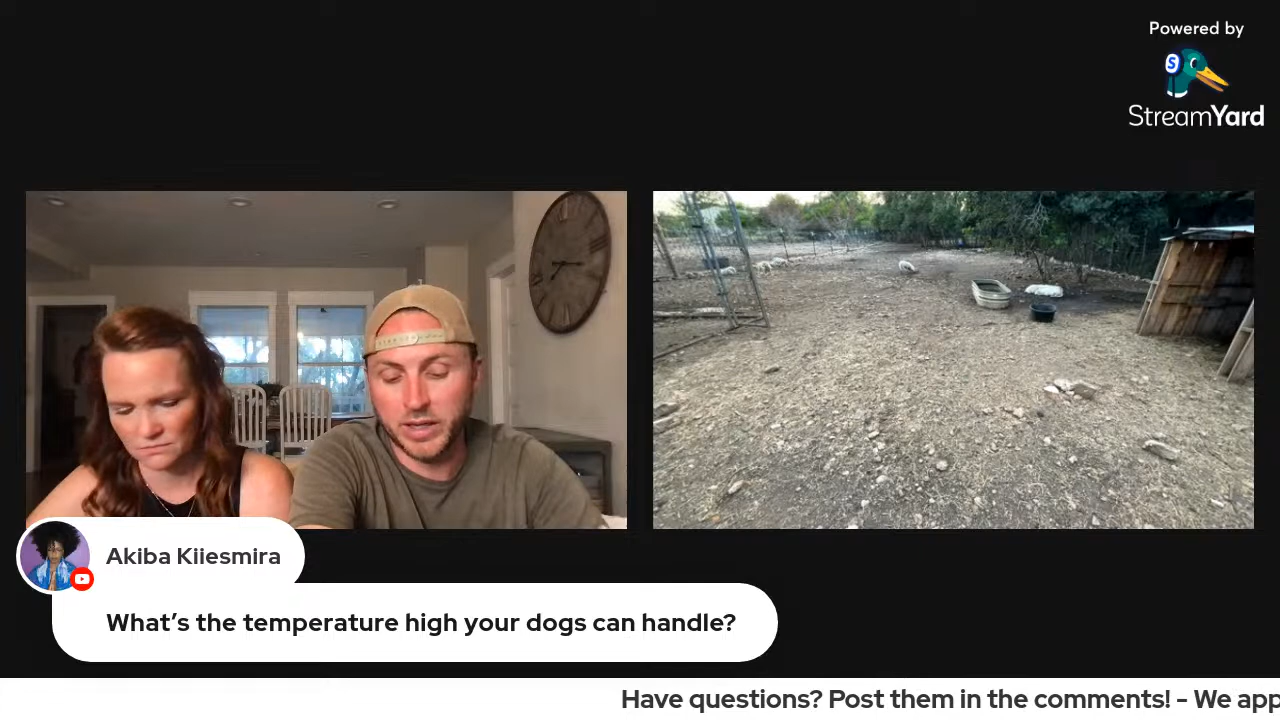 Powered by
S
StreamYard
Akiba Kiiesmira
What's the temperature high your dogs can handle?
Have questions? Post them in the comments! - We app